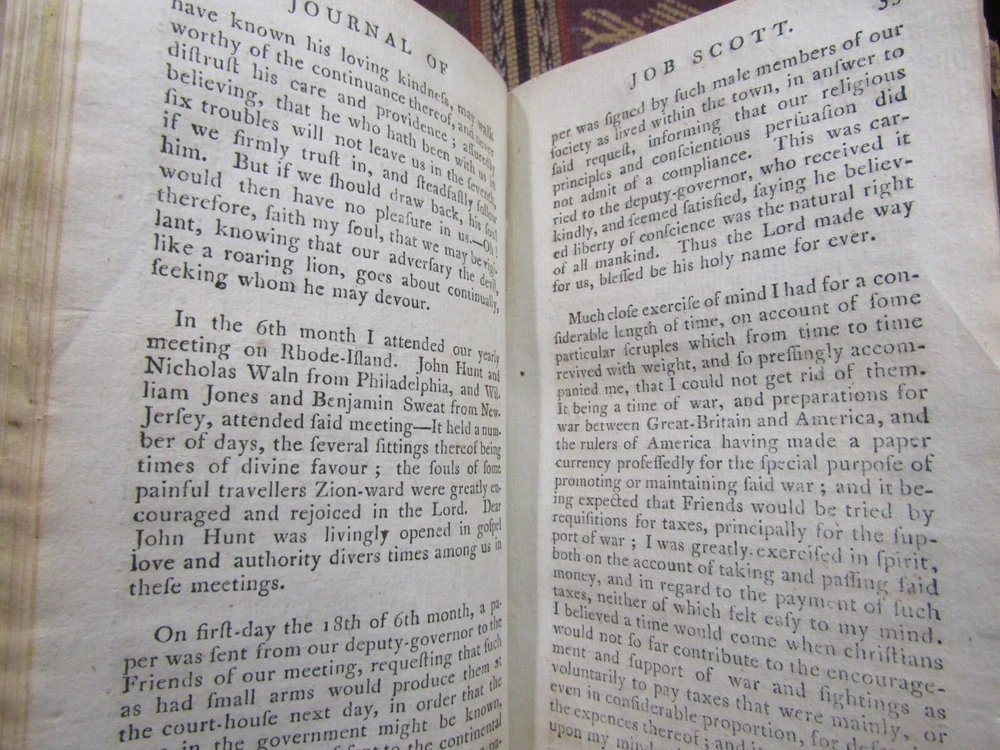 JOURNAL OF
have known his loving kindneſs, may walk
worthy of the continuance thereof, and never
diſtruſt his care and providence; aſſuredly
believing, that he who hath been with us in
ſix troubles will not leave us in the ſeventh,
if we firmly truſt in, and ſteadfaſtly follow
him. But if we ſhould draw back, his ſoul
would then have no pleaſure in us.—Oh!
therefore, ſaith my ſoul, that we may be vigi-
lant, knowing that our adverſary the devil,
like a roaring lion, goes about continually,
ſeeking whom he may devour.
In the 6th month I attended our yearly
meeting on Rhode-Iſland. John Hunt and
Nicholas Waln from Philadelphia, and Wil-
liam Jones and Benjamin Sweat from New-
Jerſey, attended ſaid meeting—It held a num-
ber of days, the ſeveral ſittings thereof being
times of divine favour; the ſouls of ſome
painful travellers Zion-ward were greatly en-
couraged and rejoiced in the Lord. Dear
John Hunt was livingly opened in goſpel
love and authority divers times among us in
theſe meetings.
On firſt-day the 18th of 6th month, a pa-
per was ſent from our deputy-governor to the
Friends of our meeting, requeſting that ſuch
as had ſmall arms would produce them at
the court-houſe next day, in order that the
in the government might be known,
ſent to the continental
JOB SCOTT.
per was ſigned by ſuch male members of our
ſociety as lived within the town, in anſwer to
ſaid requeſt, informing that our religious
principles and conſcientious perſuaſion did
not admit of a compliance. This was car-
ried to the deputy-governor, who received it
kindly, and ſeemed ſatisfied, ſaying he believ-
ed liberty of conſcience was the natural right
of all mankind. Thus the Lord made way
for us, bleſſed be his holy name for ever.
Much cloſe exerciſe of mind I had for a con-
ſiderable length of time, on account of ſome
particular ſcruples which from time to time
revived with weight, and ſo preſſingly accom-
panied me, that I could not get rid of them.
It being a time of war, and preparations for
war between Great-Britain and America, and
the rulers of America having made a paper
currency profeſſedly for the ſpecial purpoſe of
promoting or maintaining ſaid war; and it be-
ing expected that Friends would be tried by
requiſitions for taxes, principally for the ſup-
port of war; I was greatly exerciſed in ſpirit,
both on the account of taking and paſſing ſaid
money, and in regard to the payment of ſuch
taxes, neither of which felt eaſy to my mind.
I believed a time would come when chriſtians
would not ſo far contribute to the encourage-
ment and ſupport of war and fightings as
voluntarily to pay taxes that were mainly, or
even in conſiderable proportion, for
the expences thereof; and
upon my